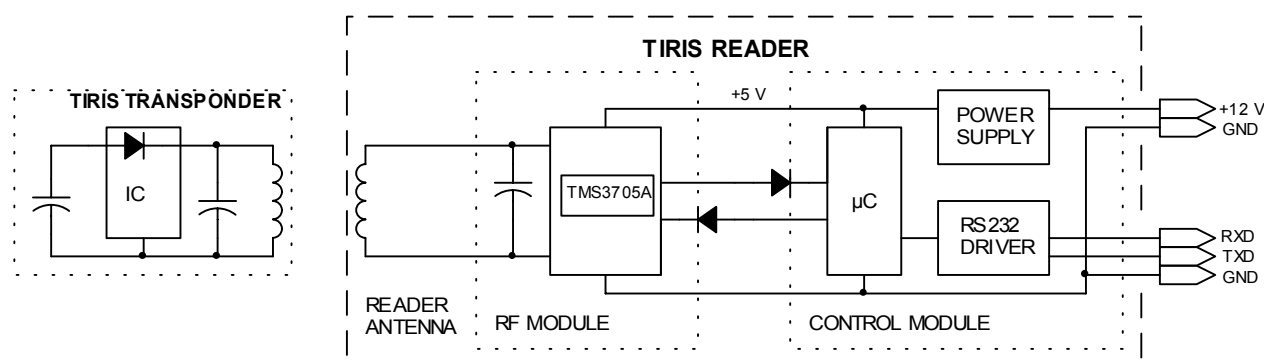 TIRIS READER
TIRIS TRANSPONDER
IC
+5 V
TMS3705A
µC
POWER
SUPPLY
RS232
DRIVER
+12 V
GND
RXD
TXD
GND
READER
ANTENNA
RF MODULE
CONTROL MODULE